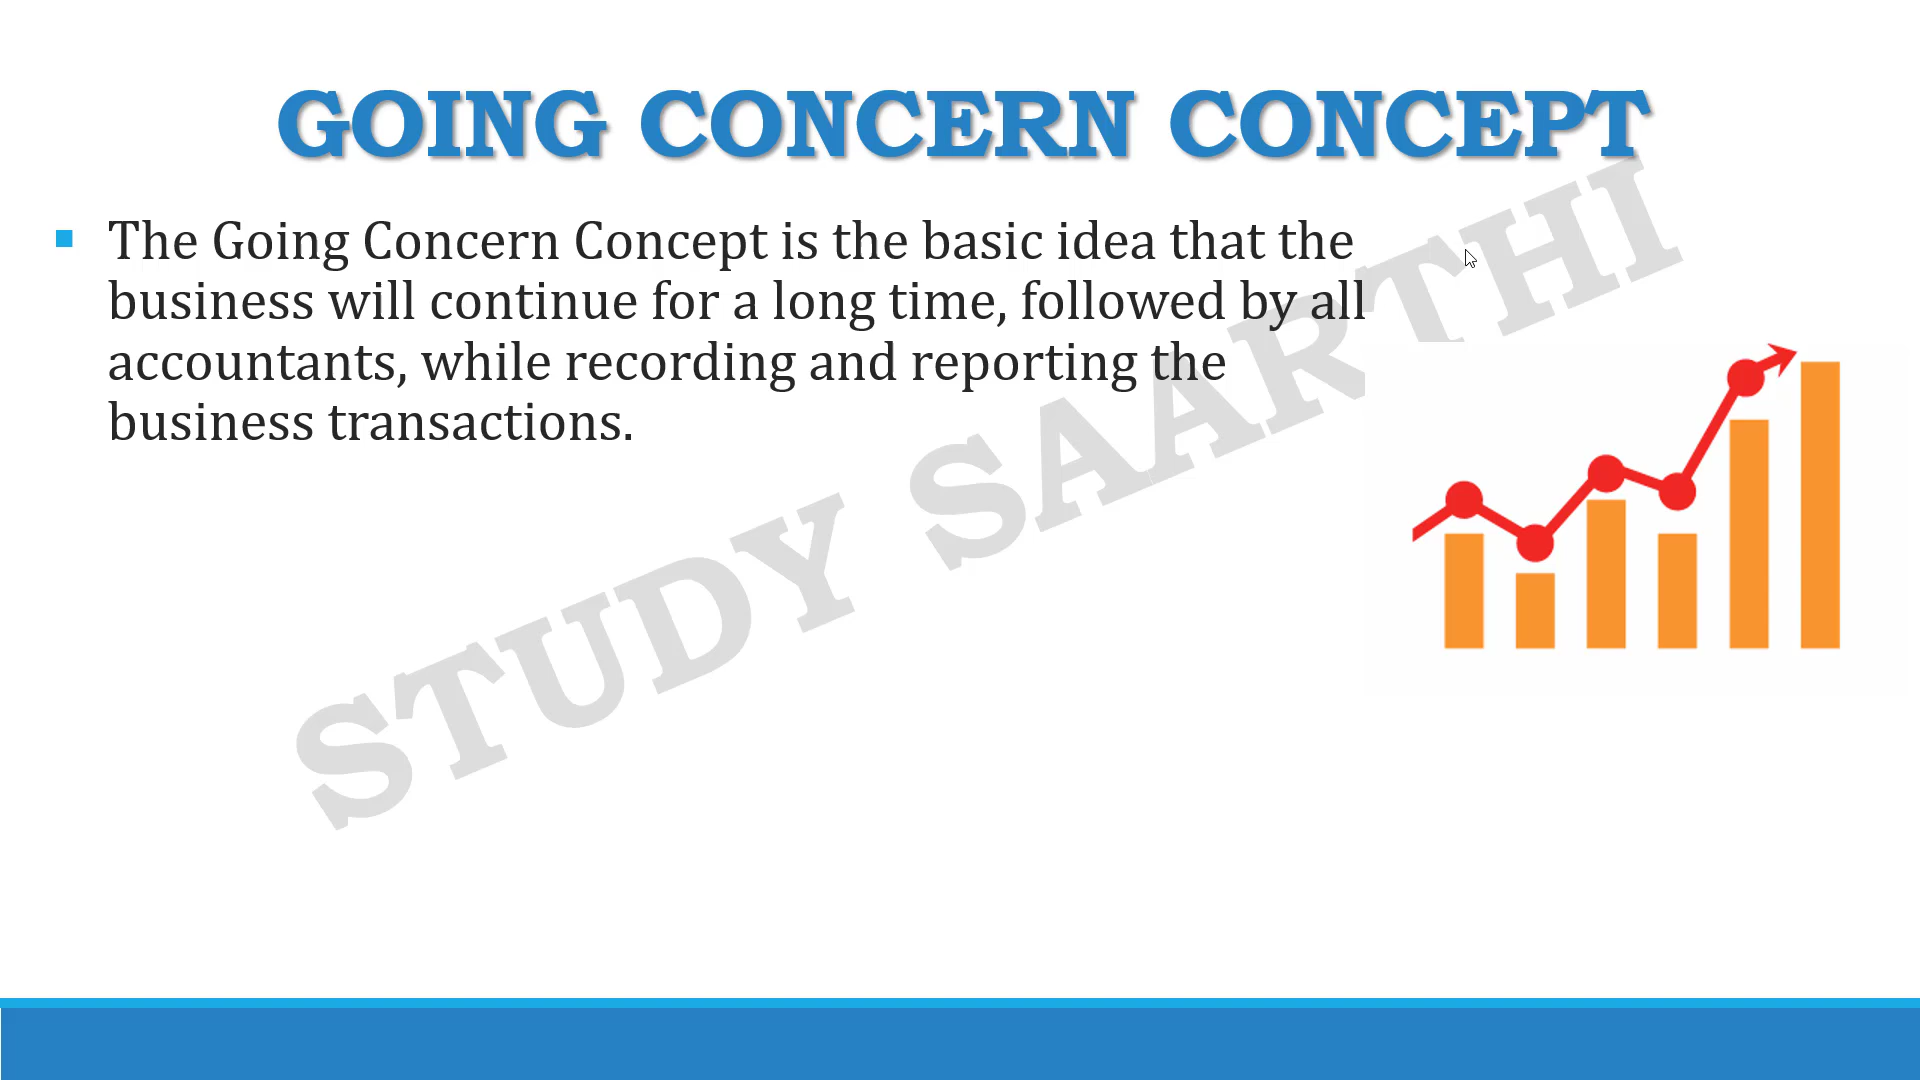 GOING CONCERN CONCEPT
The Going Concern Concept is the basic idea that the
business will continue for a long time, followed by all
accountants, while recording and reporting the
business transactions.
STUDY SAARTHI